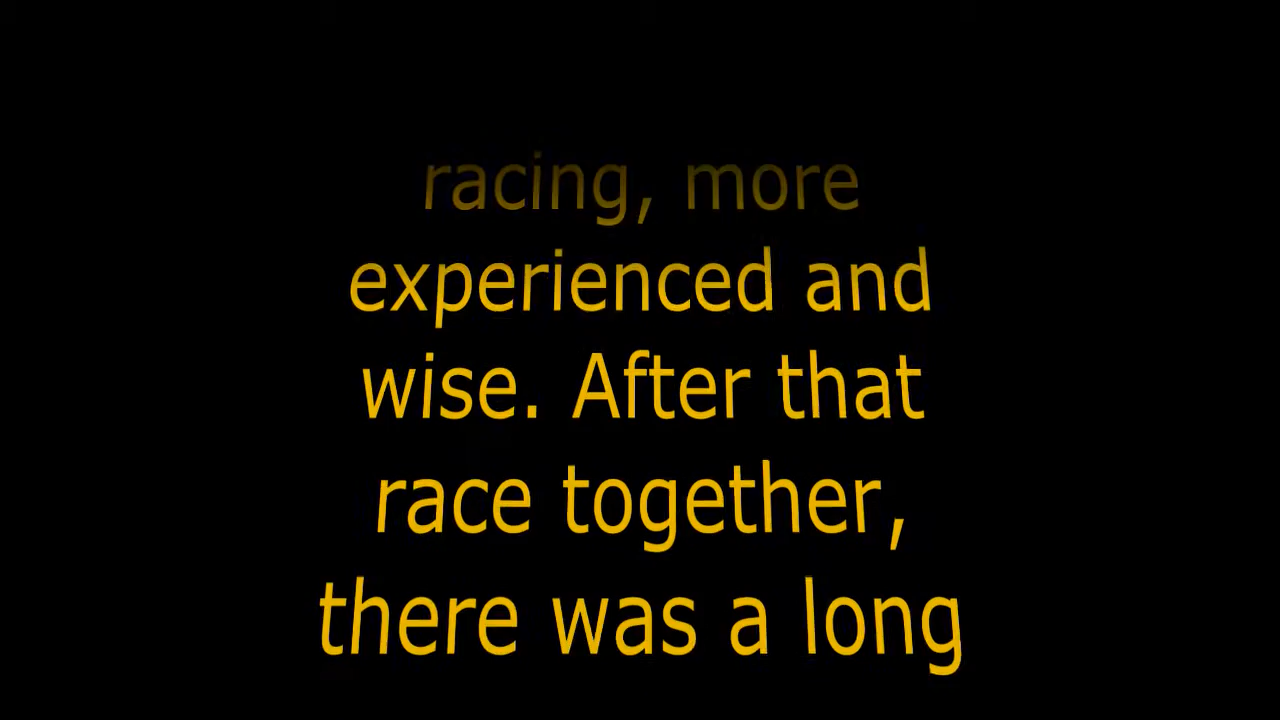 racing, more
experienced and
wise. After that
race together,
there was a long